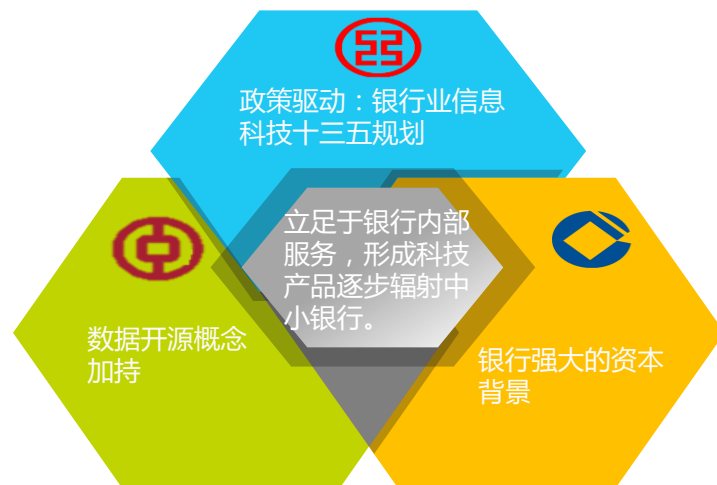 政策驱动：银行业信息
科技十三五规划
立足于银行内部
服务，形成科技
产品逐步辐射中
小银行。
数据开源概念
加持
银行强大的资本
背景